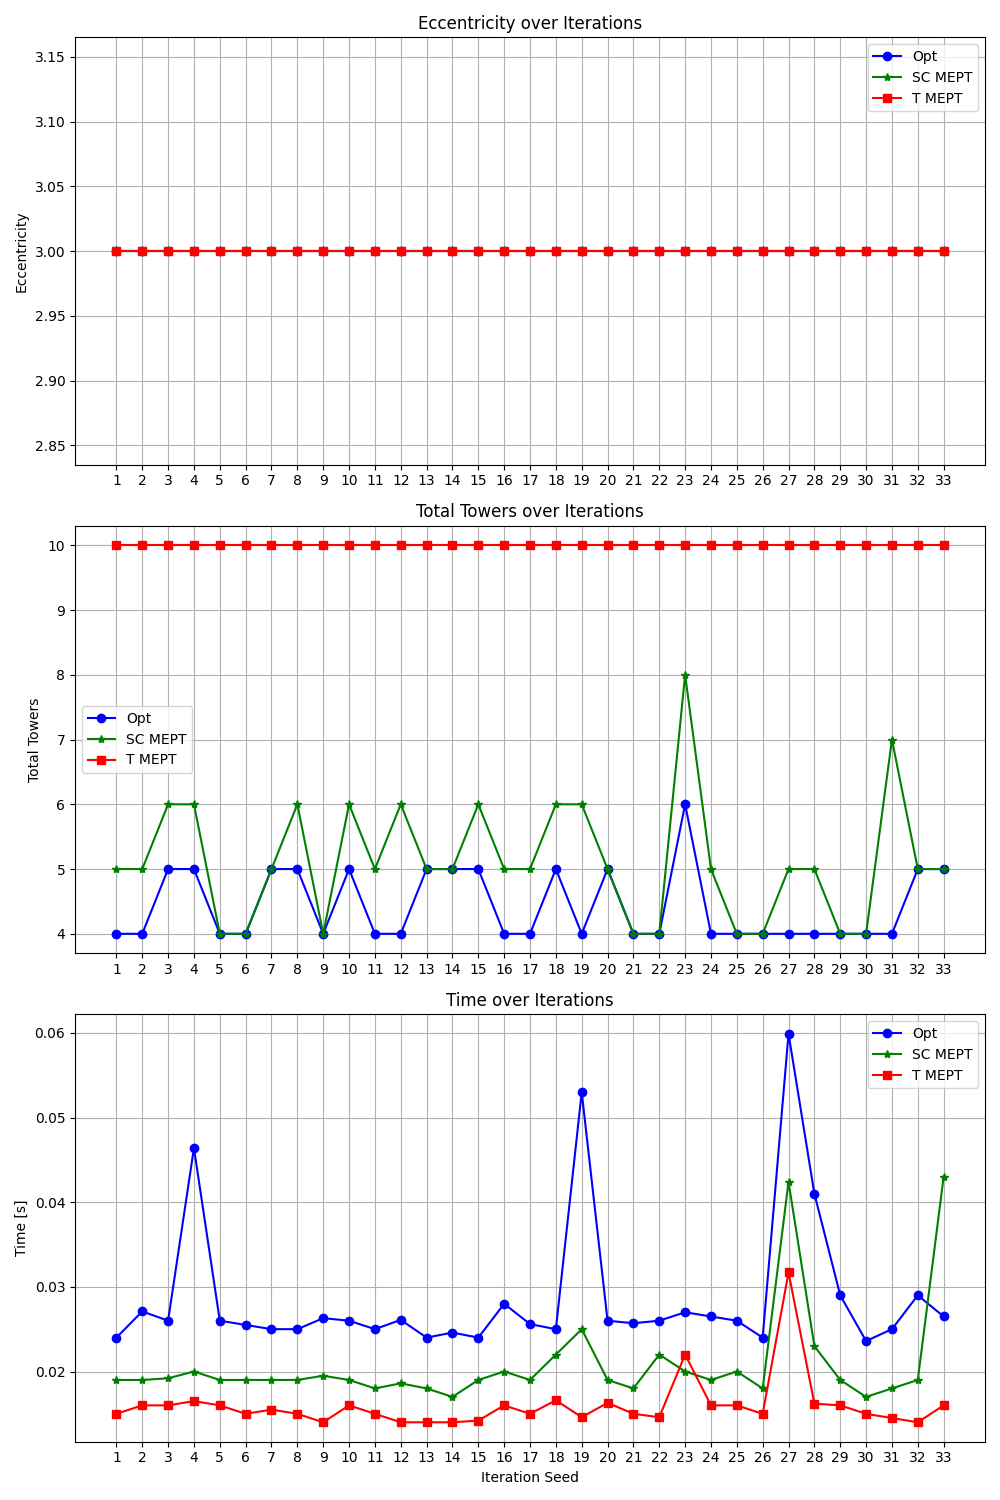 Eccentricity over Iterations
3.15
3.10
3.05
3.00
2.95
2.90
2.85
Eccentricity
Opt
SC MEPT
T MEPT
1 2 3 4 5 6 7 8 9 10 11 12 13 14 15 16 17 18 19 20 21 22 23 24 25 26 27 28 29 30 31 32 33
Total Towers over Iterations
10
9
8
7
6
5
4
Total Towers
Opt
SC MEPT
T MEPT
1 2 3 4 5 6 7 8 9 10 11 12 13 14 15 16 17 18 19 20 21 22 23 24 25 26 27 28 29 30 31 32 33
Time over Iterations
0.06
0.05
0.04
0.03
0.02
Time [s]
Opt
SC MEPT
T MEPT
1 2 3 4 5 6 7 8 9 10 11 12 13 14 15 16 17 18 19 20 21 22 23 24 25 26 27 28 29 30 31 32 33
Iteration Seed